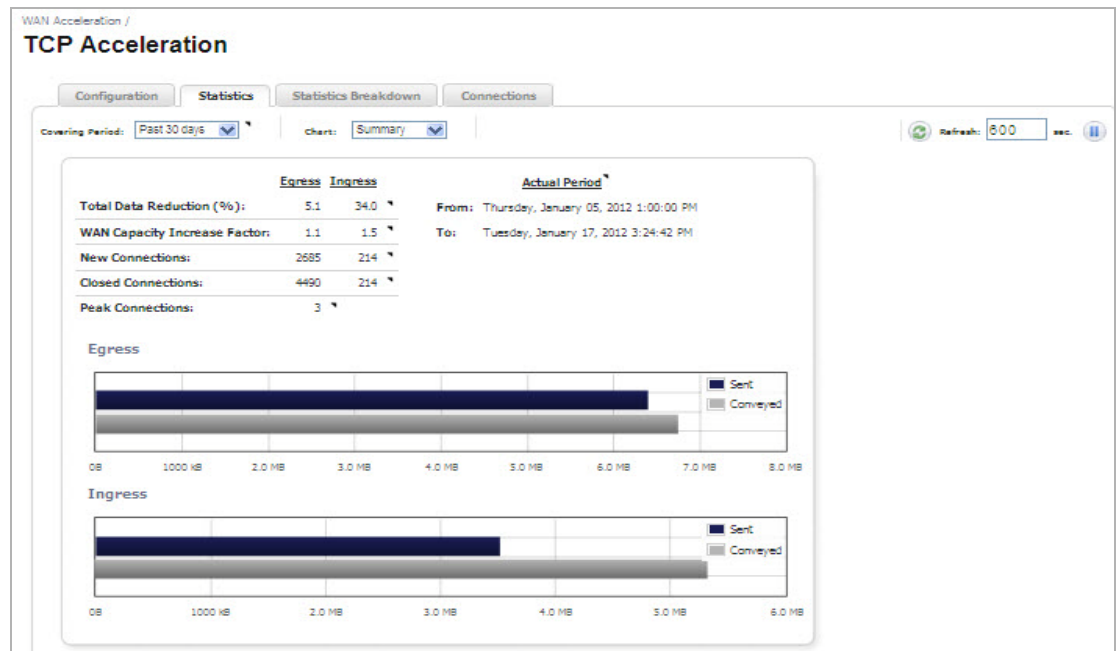 WAN Acceleration /
TCP Acceleration
Configuration Statistics Statistics Breakdown Connections
Covering Period: Past 30 days Chart: Summary Refresh: 600 sec.
Egress Ingress Actual Period
Total Data Reduction (%): 5.1 34.0 From: Thursday, January 05, 2012 1:00:00 PM
WAN Capacity Increase Factor: 1.1 1.5 To: Tuesday, January 17, 2012 3:24:42 PM
New Connections: 2685 214
Closed Connections: 4490 214
Peak Connections: 3
Egress
Sent
Conveyed
0B 1000 kB 2.0 MB 3.0 MB 4.0 MB 5.0 MB 6.0 MB 7.0 MB 8.0 MB
Ingress
Sent
Conveyed
0B 1000 kB 2.0 MB 3.0 MB 4.0 MB 5.0 MB 6.0 MB